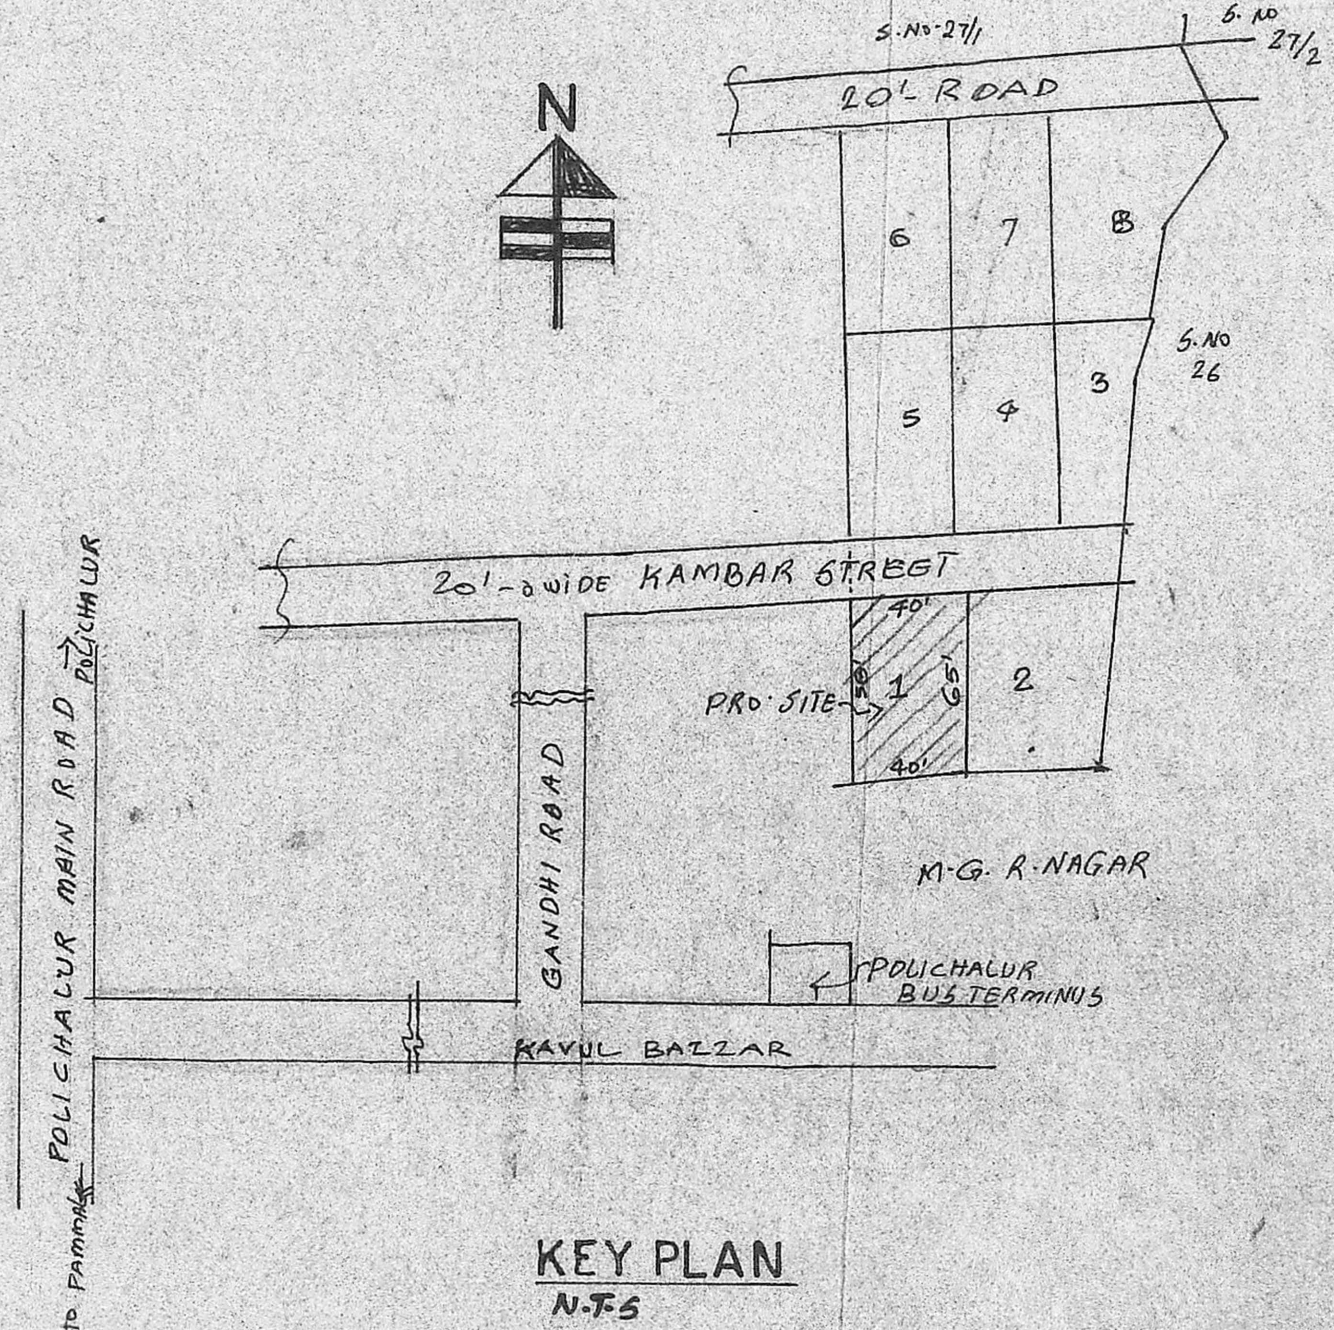 S.NO-27/1
S. NO
27/2
20'- ROAD
N
6
7
8
S.NO
26
5
4
3
20'-0 WIDE KAMBAR STREET
40'
65'
1
2
PRO. SITE
40'
POLICHALUR MAIN ROAD
POLICHALUR
GANDHI ROAD
M.G. R. NAGAR
POLICHALUR
BUS TERMINUS
KAVUL BAZZAR
TO PAMMAL
KEY PLAN
N.T.S